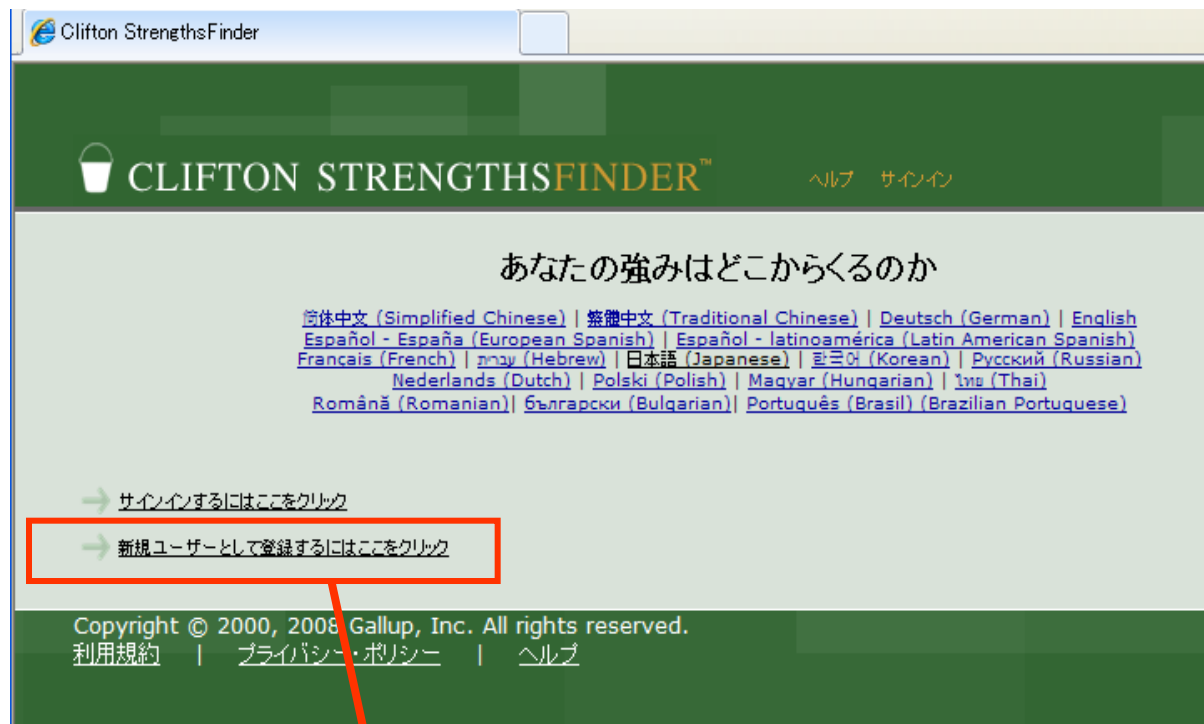 Clifton StrengthsFinder
CLIFTON STRENGTHSFINDER™ ヘルプ サインイン
あなたの強みはどこからくるのか
简体中文 (Simplified Chinese) | 繁體中文 (Traditional Chinese) | Deutsch (German) | English
Español - España (European Spanish) | Español - latinoamérica (Latin American Spanish)
Français (French) | עברית (Hebrew) | 日本語 (Japanese) | 한국어 (Korean) | Русский (Russian)
Nederlands (Dutch) | Polski (Polish) | Magyar (Hungarian) | ไทย (Thai)
Română (Romanian)| български (Bulgarian)| Português (Brasil) (Brazilian Portuguese)
サインインするにはここをクリック
新規ユーザーとして登録するにはここをクリック
Copyright © 2000, 2008 Gallup, Inc. All rights reserved.
利用規約 | プライバシー・ポリシー | ヘルプ